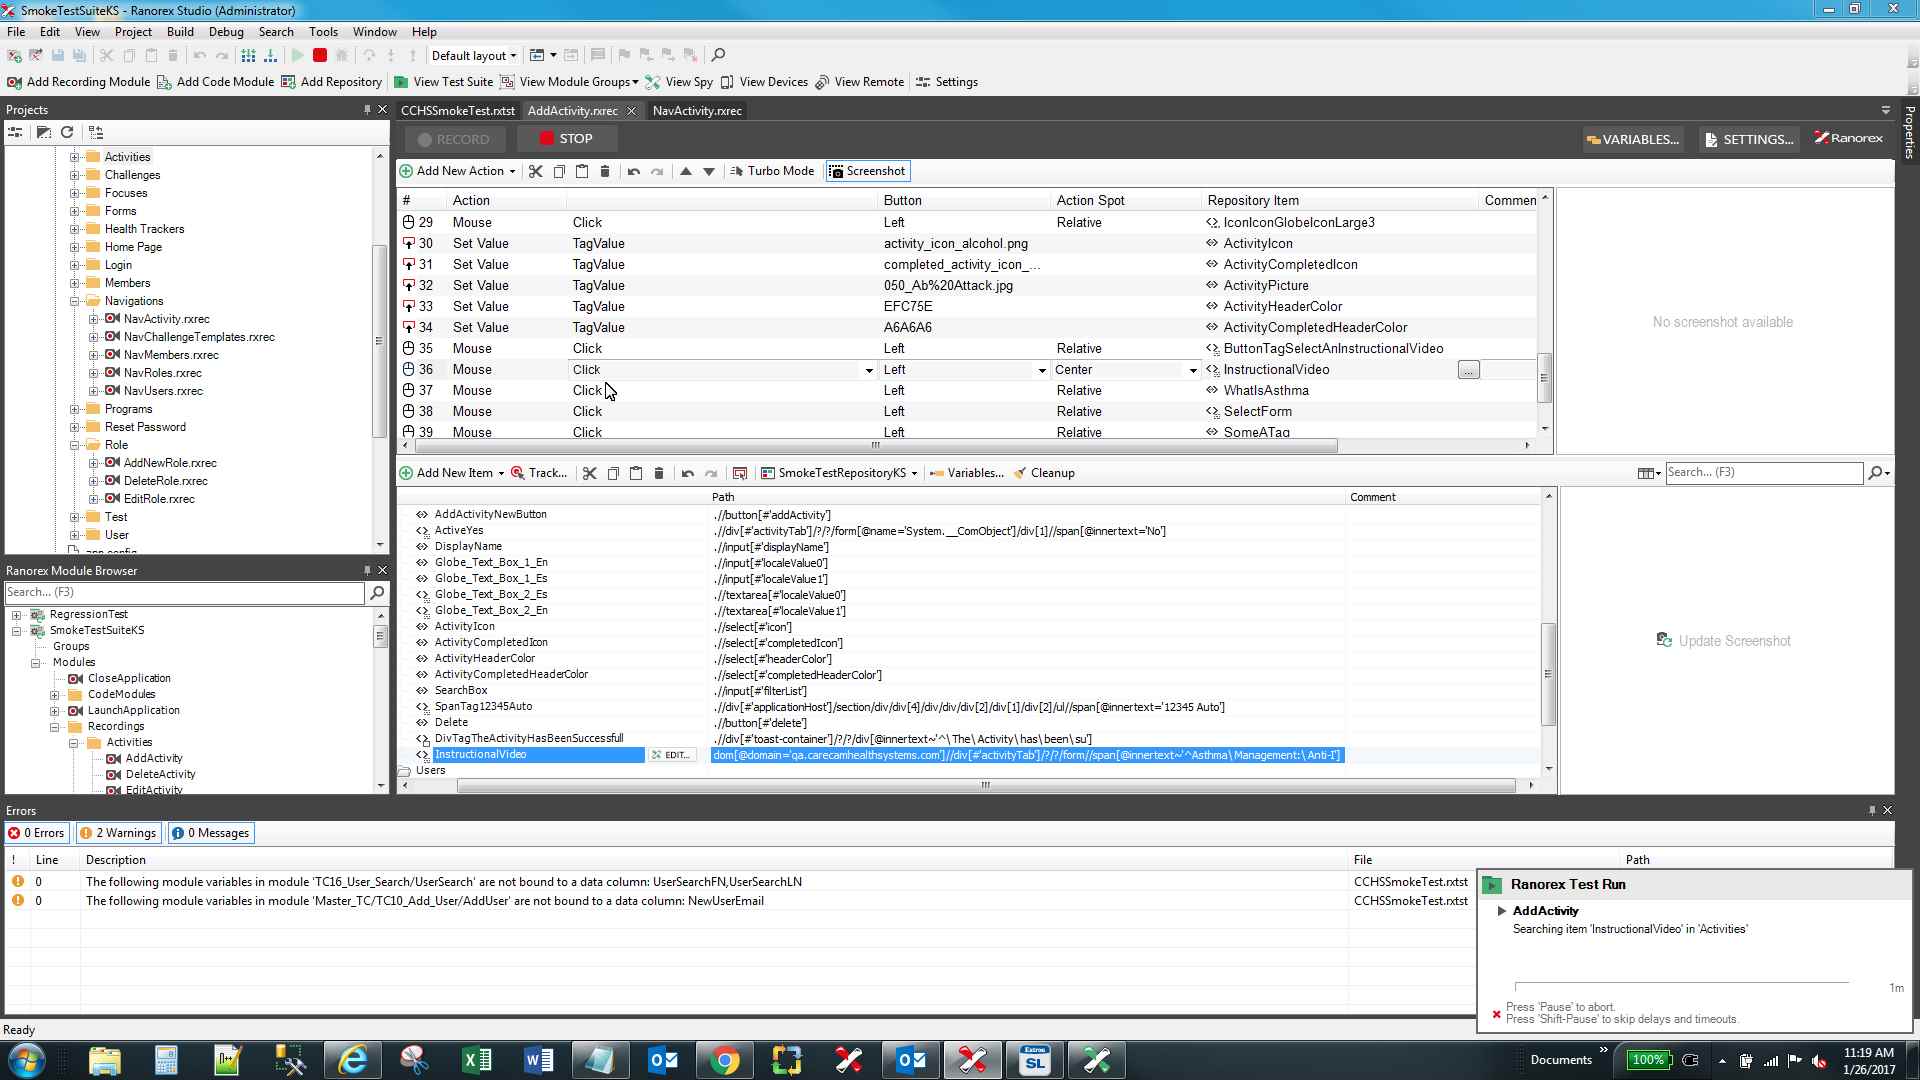 SmokeTestSuiteKS - Ranorex Studio (Administrator)
File Edit View Project Build Debug Search Tools Window Help
Default layout
Add Recording Module Add Code Module Add Repository View Test Suite View Module Groups View Spy View Devices View Remote Settings
Projects
Activities
Challenges
Focuses
Forms
Health Trackers
Home Page
Login
Members
Navigations
NavActivity.rxrec
NavChallengeTemplates.rxrec
NavMembers.rxrec
NavRoles.rxrec
NavUsers.rxrec
Programs
Reset Password
Role
AddNewRole.rxrec
DeleteRole.rxrec
EditRole.rxrec
Test
User
app.config
Ranorex Module Browser
Search... (F3)
RegressionTest
SmokeTestSuiteKS
Groups
Modules
CloseApplication
CodeModules
LaunchApplication
Recordings
Activities
AddActivity
DeleteActivity
EditActivity
CCHSSmokeTest.rxtst AddActivity.rxrec NavActivity.rxrec
Properties
RECORD STOP VARIABLES... SETTINGS... Ranorex
Add New Action Turbo Mode Screenshot
# Action Button Action Spot Repository Item Commen
29 Mouse Click Left Relative IconIconGlobeIconLarge3
30 Set Value TagValue activity_icon_alcohol.png ActivityIcon
31 Set Value TagValue completed_activity_icon_... ActivityCompletedIcon
32 Set Value TagValue 050_Ab%20Attack.jpg ActivityPicture
33 Set Value TagValue EFC75E ActivityHeaderColor
34 Set Value TagValue A6A6A6 ActivityCompletedHeaderColor
35 Mouse Click Left Relative ButtonTagSelectAnInstructionalVideo
36 Mouse Click Left Center InstructionalVideo ...
37 Mouse Click Left Relative WhatIsAsthma
38 Mouse Click Left Relative SelectForm
39 Mouse Click Left Relative SomeATag
No screenshot available
Add New Item Track... SmokeTestRepositoryKS Variables... Cleanup Search... (F3)
Path Comment
AddActivityNewButton .//button[#'addActivity']
ActiveYes .//div[#'activityTab']/?/?/form[@name='System.__ComObject']/div[1]//span[@innertext='No']
DisplayName .//input[#'displayName']
Globe_Text_Box_1_En .//input[#'localeValue0']
Globe_Text_Box_1_Es .//input[#'localeValue1']
Globe_Text_Box_2_Es .//textarea[#'localeValue0']
Globe_Text_Box_2_En .//textarea[#'localeValue1']
ActivityIcon .//select[#'icon']
ActivityCompletedIcon .//select[#'completedIcon']
ActivityHeaderColor .//select[#'headerColor']
ActivityCompletedHeaderColor .//select[#'completedHeaderColor']
SearchBox .//input[#'filterList']
SpanTag12345Auto .//div[#'applicationHost']/section/div/div[4]/div/div/div[2]/div[1]/div[2]/ul//span[@innertext='12345 Auto']
Delete .//button[#'delete']
DivTagTheActivityHasBeenSuccessfull .//div[#'toast-container']/?/?/div[@innertext~'^\ The\ Activity\ has\ been\ su']
InstructionalVideo EDIT... dom[@domain='qa.carecamhealthsystems.com']//div[#'activityTab']/?/?/form//span[@innertext~'^Asthma\ Management:\ Anti-I']
Users
Update Screenshot
Errors
0 Errors 2 Warnings 0 Messages
! Line Description File Path
0 The following module variables in module 'TC16_User_Search/UserSearch' are not bound to a data column: UserSearchFN,UserSearchLN CCHSSmokeTest.rxtst
0 The following module variables in module 'Master_TC/TC10_Add_User/AddUser' are not bound to a data column: NewUserEmail CCHSSmokeTest.rxtst
Ranorex Test Run
AddActivity
Searching item 'InstructionalVideo' in 'Activities'
1m
Press 'Pause' to abort.
Press 'Shift-Pause' to skip delays and timeouts.
Ready
Extron
SL
Documents
100%
11:19 AM
1/26/2017